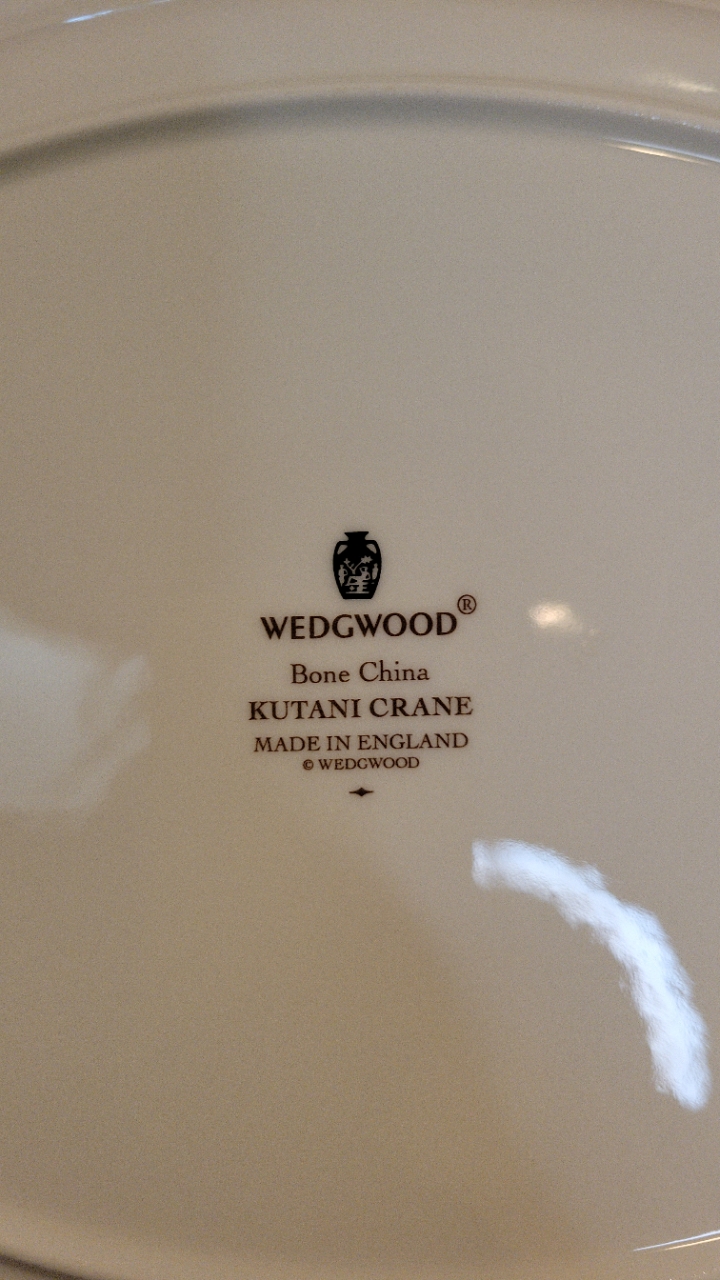 WEDGWOOD®
Bone China
KUTANI CRANE
MADE IN ENGLAND
© WEDGWOOD